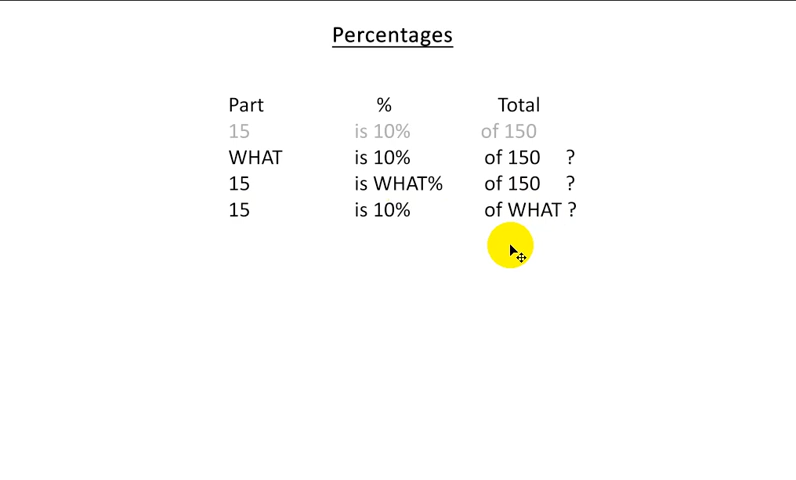 Percentages
Part % Total
15 is 10% of 150
WHAT is 10% of 150 ?
15 is WHAT% of 150 ?
15 is 10% of WHAT ?